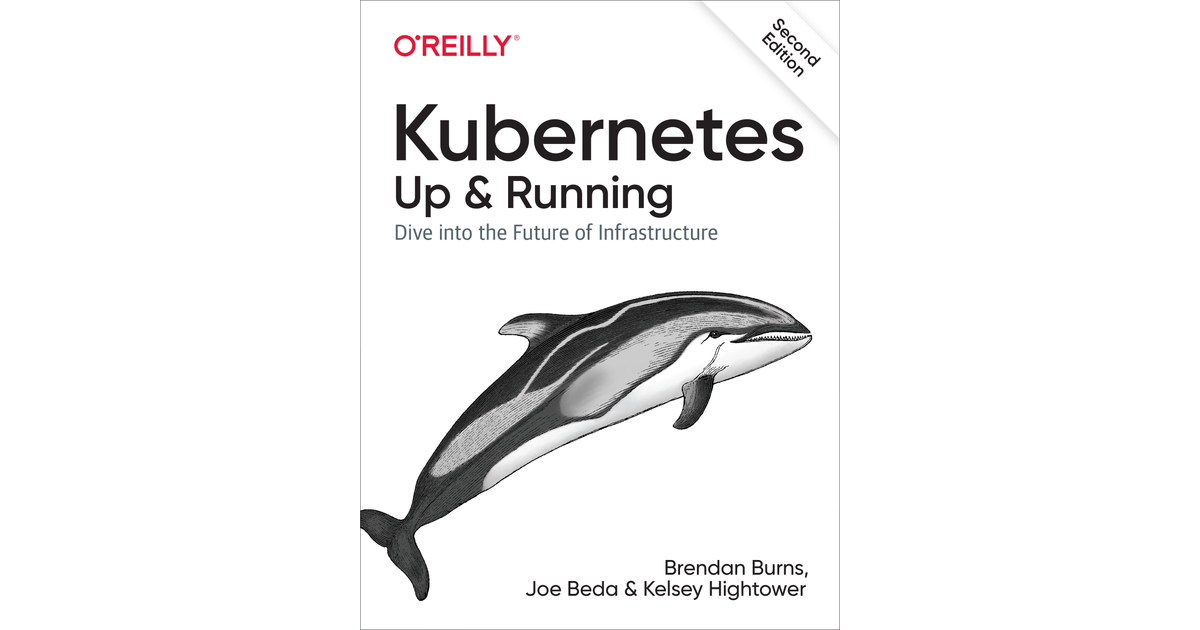 O'REILLY®
Second
Edition
Kubernetes
Up & Running
Dive into the Future of Infrastructure
Brendan Burns,
Joe Beda & Kelsey Hightower